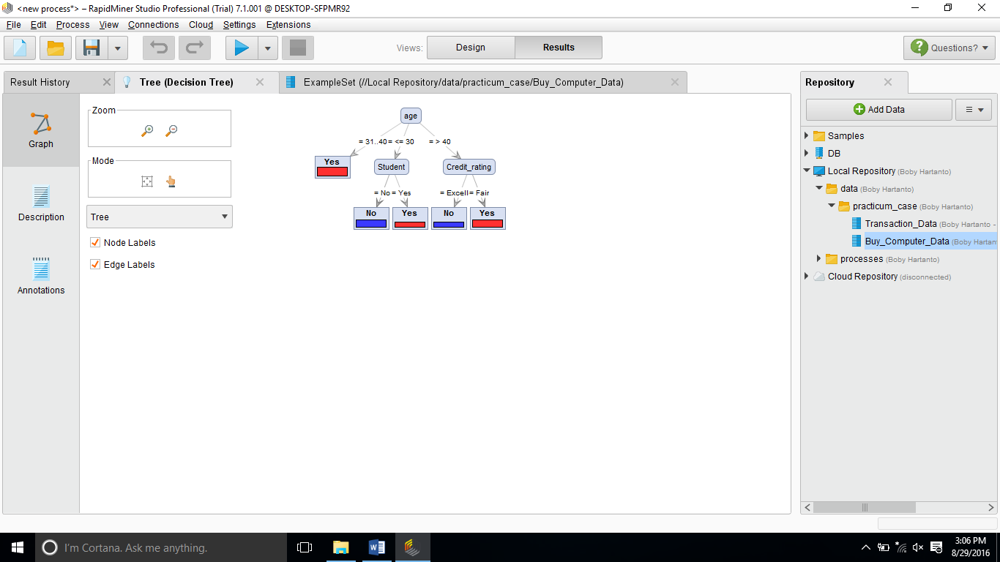 <new process*> – RapidMiner Studio Professional (Trial) 7.1.001 @ DESKTOP-SFPMR92
File Edit Process View Connections Cloud Settings Extensions
Views: Design Results Questions?
Result History Tree (Decision Tree) ExampleSet (//Local Repository/data/practicum_case/Buy_Computer_Data) Repository
Zoom
Graph
Mode
Description
Tree
Node Labels
Edge Labels
Annotations
age
= 31..40 = <= 30 = > 40
Yes Student Credit_rating
= No = Yes = Excell = Fair
No Yes No Yes
Add Data
Samples
DB
Local Repository (Boby Hartanto)
data (Boby Hartanto)
practicum_case (Boby Hartanto)
Transaction_Data (Boby Hartanto -
Buy_Computer_Data (Boby Hartan
processes (Boby Hartanto)
Cloud Repository (disconnected)
I'm Cortana. Ask me anything.
3:06 PM
8/29/2016